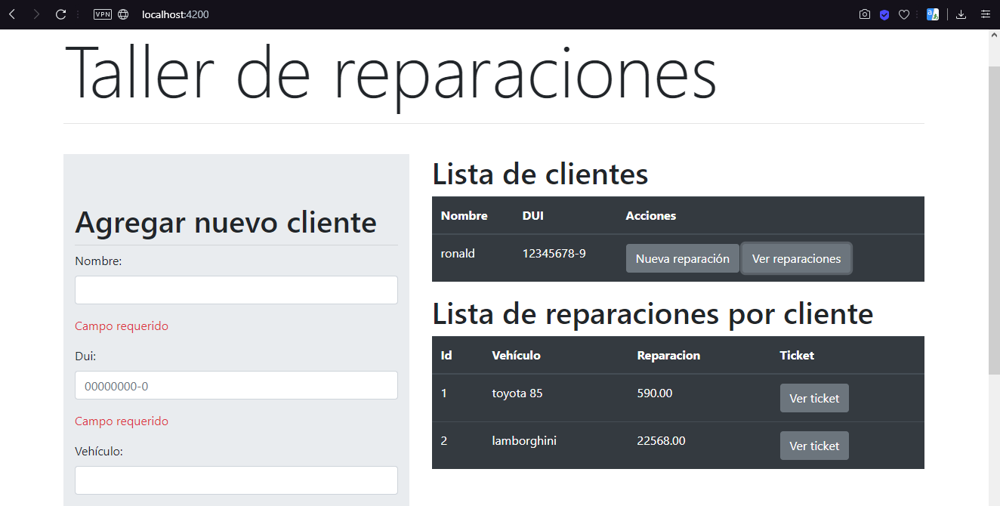 VPN localhost:4200
Taller de reparaciones
Agregar nuevo cliente
Nombre:
Campo requerido
Dui:
00000000-0
Campo requerido
Vehículo:
Lista de clientes
Nombre DUI Acciones
ronald 12345678-9 Nueva reparación Ver reparaciones
Lista de reparaciones por cliente
Id Vehículo Reparacion Ticket
1 toyota 85 590.00 Ver ticket
2 lamborghini 22568.00 Ver ticket